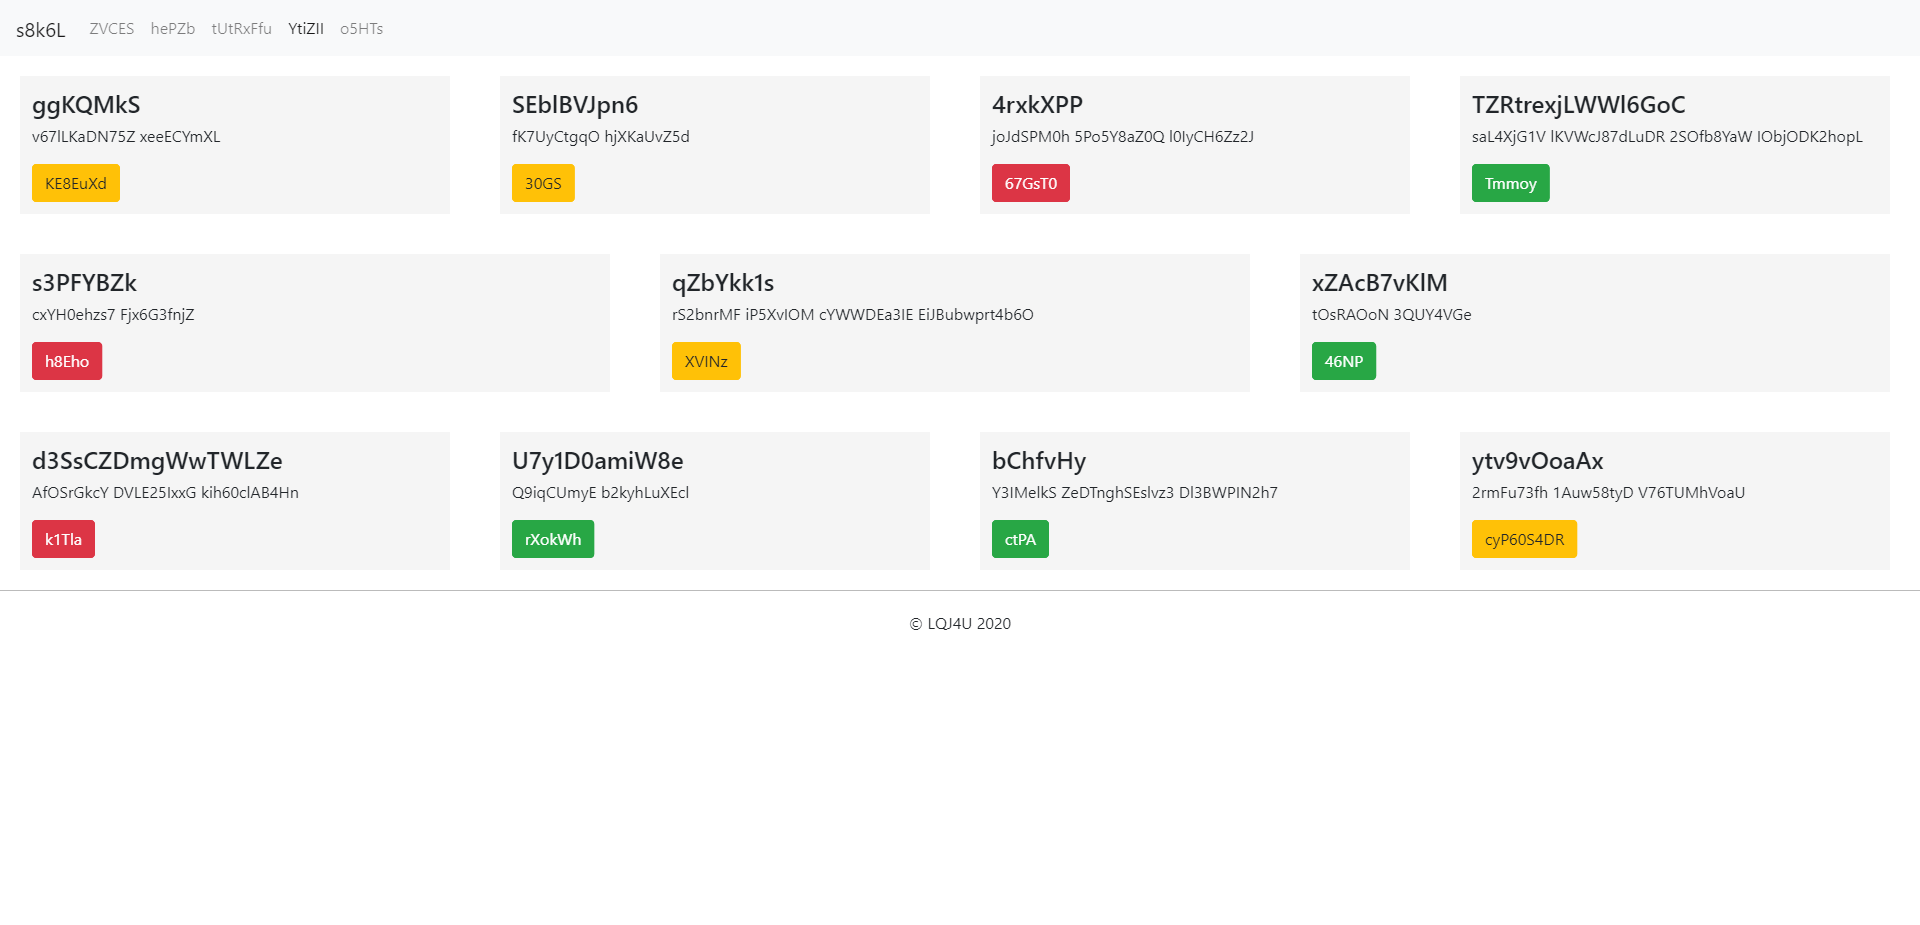 s8k6L ZVCES hePZb tUtRxFfu YtiZII o5HTs
ggKQMkS SEblBVJpn6 4rxkXPP TZRtrexjLWWl6GoC
v67lLKaDN75Z xeeECYmXL fK7UyCtgqO hjXKaUvZ5d joJdSPM0h 5Po5Y8aZ0Q l0IyCH6Zz2J saL4XjG1V lKVWcJ87dLuDR 2SOfb8YaW IObjODK2hopL
KE8EuXd 30GS 67GsT0 Tmmoy
s3PFYBZk qZbYkk1s xZAcB7vKlM
cxYH0ehzs7 Fjx6G3fnjZ rS2bnrMF iP5XvIOM cYWWDEa3IE EiJBubwprt4b6O tOsRAOoN 3QUY4VGe
h8Eho XVINz 46NP
d3SsCZDmgWwTWLZe U7y1D0amiW8e bChfvHy ytv9vOoaAx
AfOSrGkcY DVLE25IxxG kih60clAB4Hn Q9iqCUmyE b2kyhLuXEcl Y3IMelkS ZeDTnghSEslvz3 Dl3BWPIN2h7 2rmFu73fh 1Auw58tyD V76TUMhVoaU
k1Tla rXokWh ctPA cyP60S4DR
© LQJ4U 2020